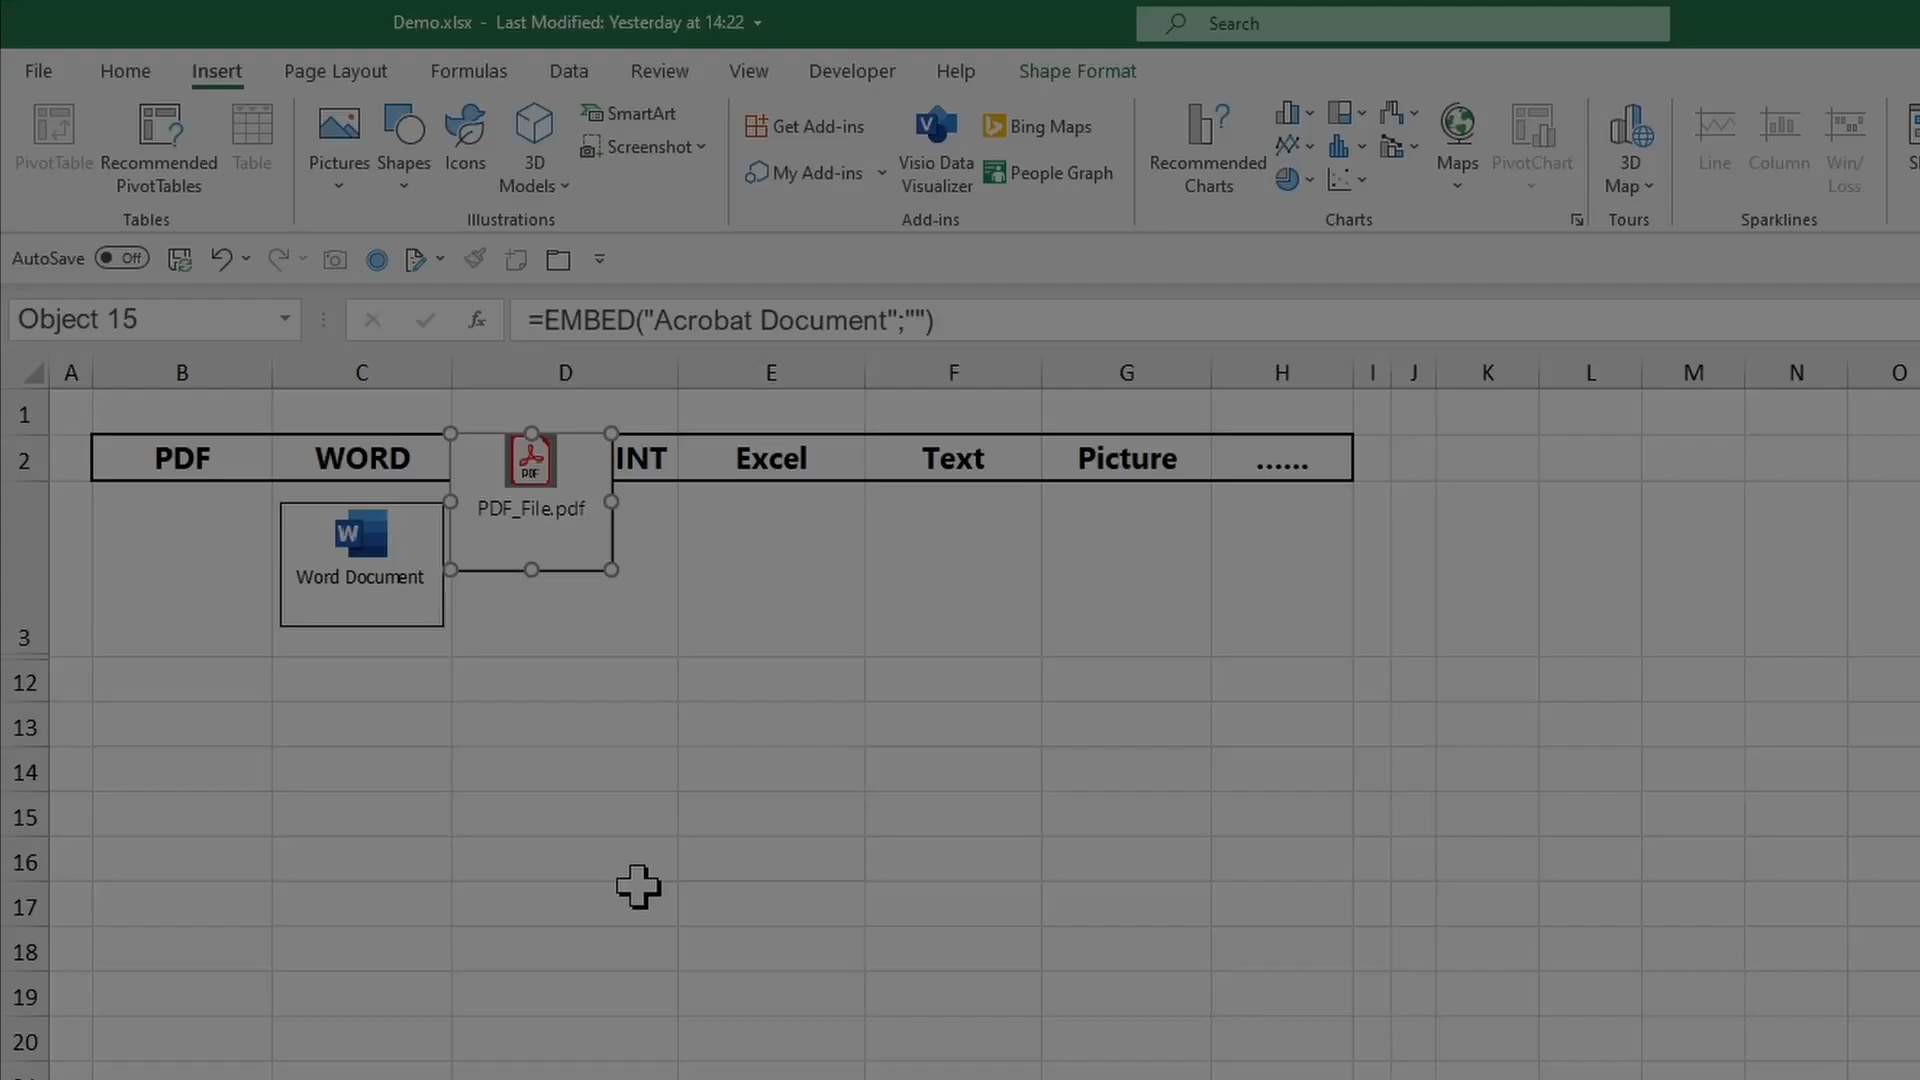 Demo.xlsx - Last Modified: Yesterday at 14:22
Search
File Home Insert Page Layout Formulas Data Review View Developer Help Shape Format
PivotTable
Recommended
PivotTables
Table
Tables
Pictures
Shapes
Icons
3D
Models
SmartArt
Screenshot
Illustrations
Get Add-ins
My Add-ins
Visio Data
Visualizer
Bing Maps
People Graph
Add-ins
Recommended
Charts
Maps
PivotChart
Charts
3D
Map
Tours
Line
Column
Win/
Loss
Sparklines
AutoSave Off
Object 15
fx
=EMBED("Acrobat Document";"")
A B C D E F G H I J K L M N O
1
2 PDF WORD INT Excel Text Picture ......
PDF
PDF_File.pdf
W
Word Document
3
12
13
14
15
16
17
18
19
20